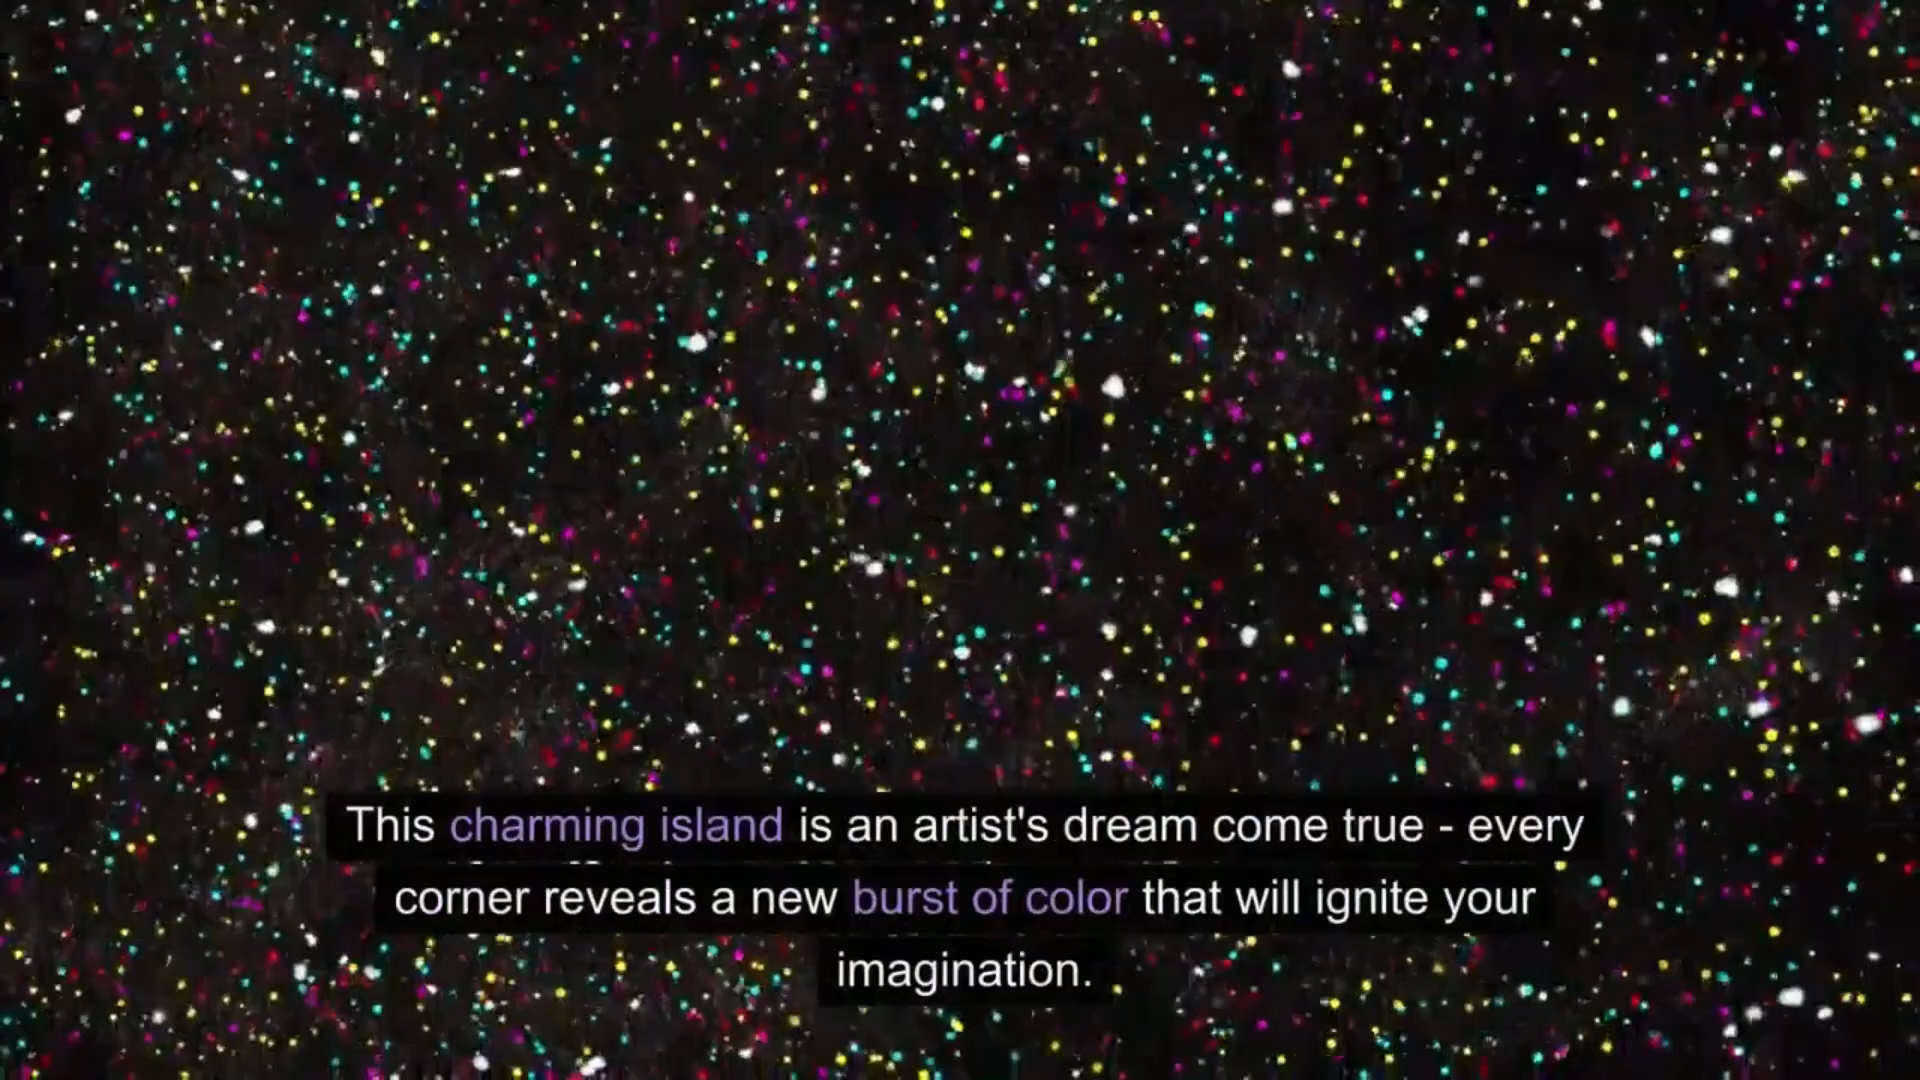 This charming island is an artist's dream come true - every
corner reveals a new burst of color that will ignite your
imagination.